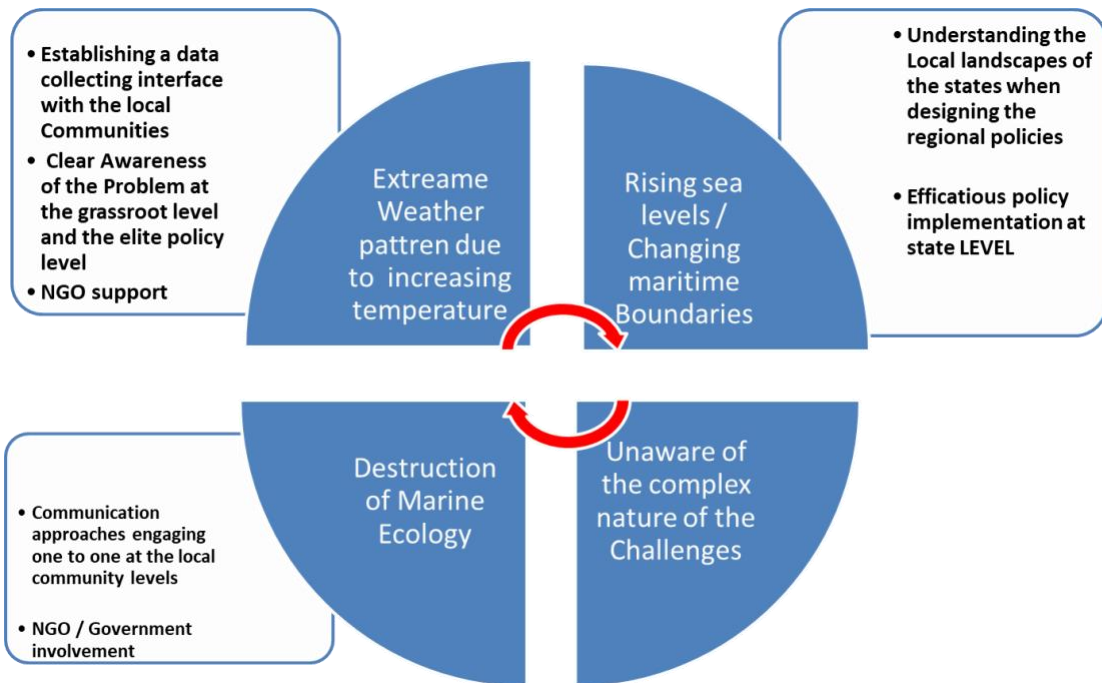 • Establishing a data
collecting interface
with the local
Communities
• Clear Awareness
of the Problem at
the grassroot level
and the elite policy
level
• NGO support
Extreame
Weather
pattren due
to increasing
temperature
Rising sea
levels /
Changing
maritime
Boundaries
• Understanding the
Local landscapes of
the states when
designing the
regional policies
• Efficatious policy
implementation at
state LEVEL
• Communication
approaches engaging
one to one at the local
community levels
• NGO / Government
involvement
Destruction
of Marine
Ecology
Unaware of
the complex
nature of the
Challenges